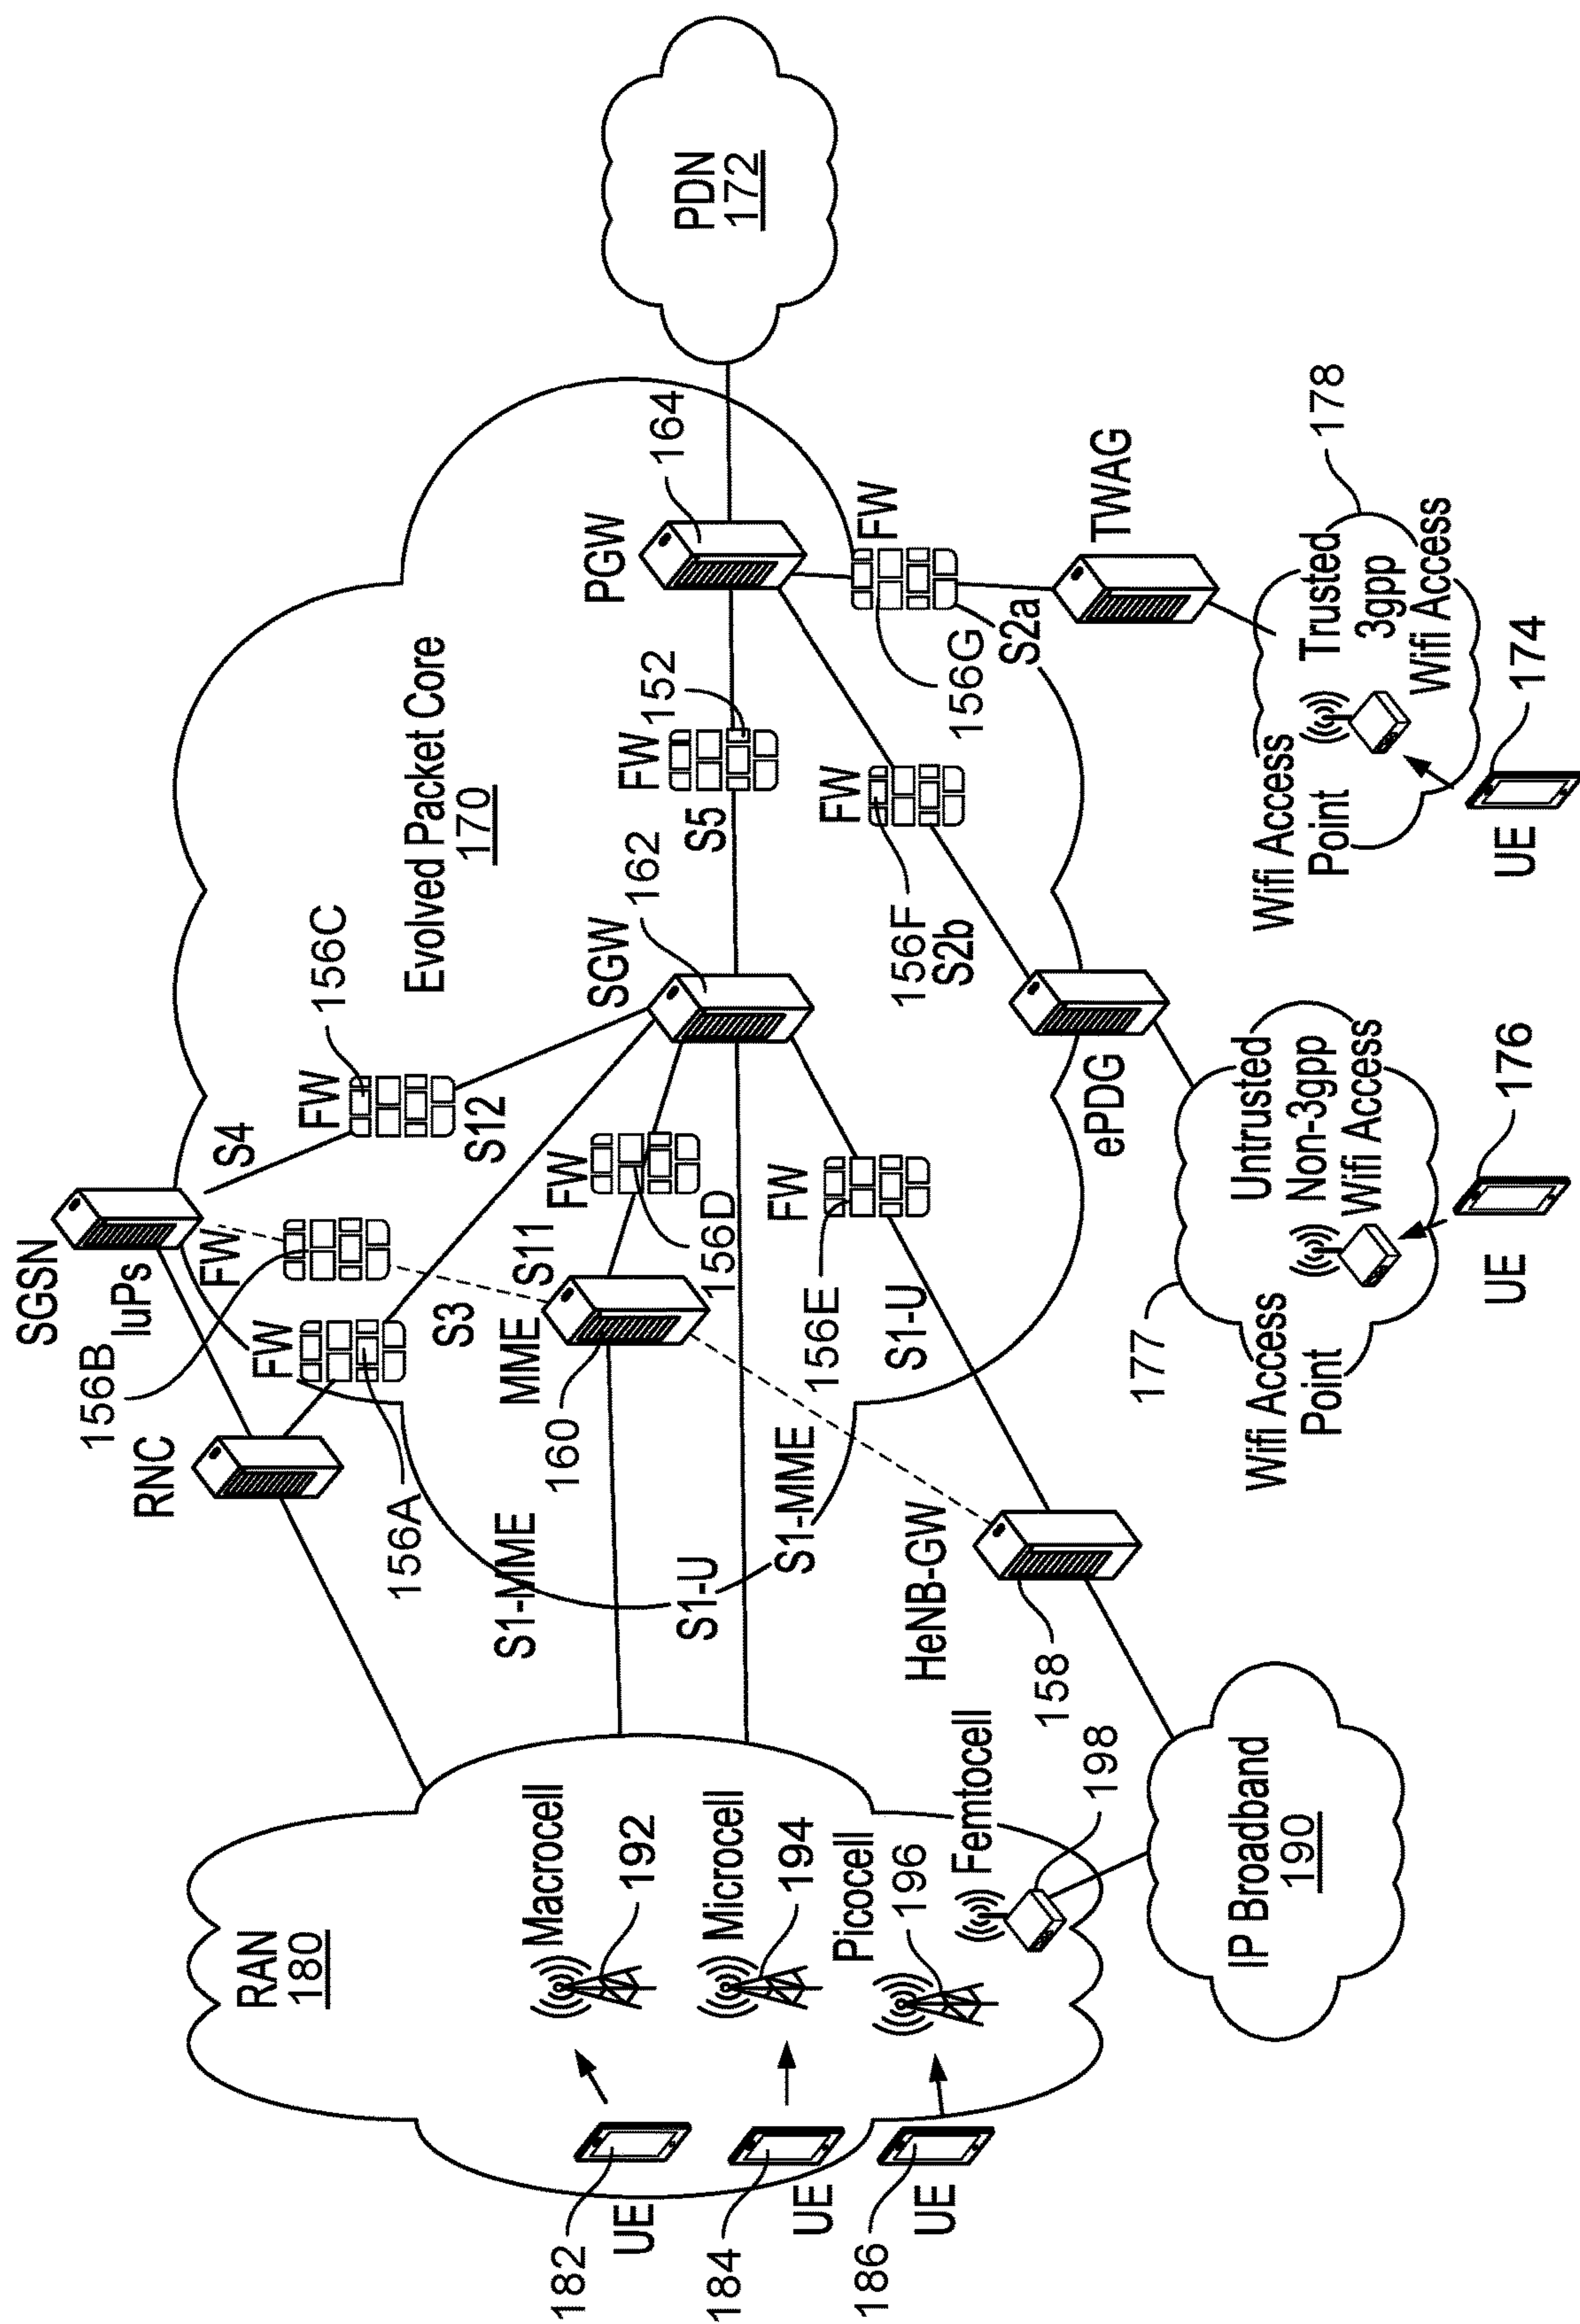 SGSN
IuPs
S4
FW
156C
Evolved Packet Core
170
156B
FW
FW
S12
RNC
S3
156A
FW
SGW
162
FW
152
S5
PGW
164
PDN
172
MME
S11
160
156D
S1-MME
S1-U
S1-MME
FW
156E
S1-U
FW
156F
S2b
FW
156G
S2a
RAN
180
Macrocell
192
Microcell
194
Picocell
196
Femtocell
198
182
UE
184
UE
186
UE
HeNB-GW
158
IP Broadband
190
ePDG
TWAG
177
Untrusted
Non-3gpp
Wifi Access
Wifi Access
Point
176
UE
178
Trusted
3gpp
Wifi Access
Wifi Access
Point
174
UE